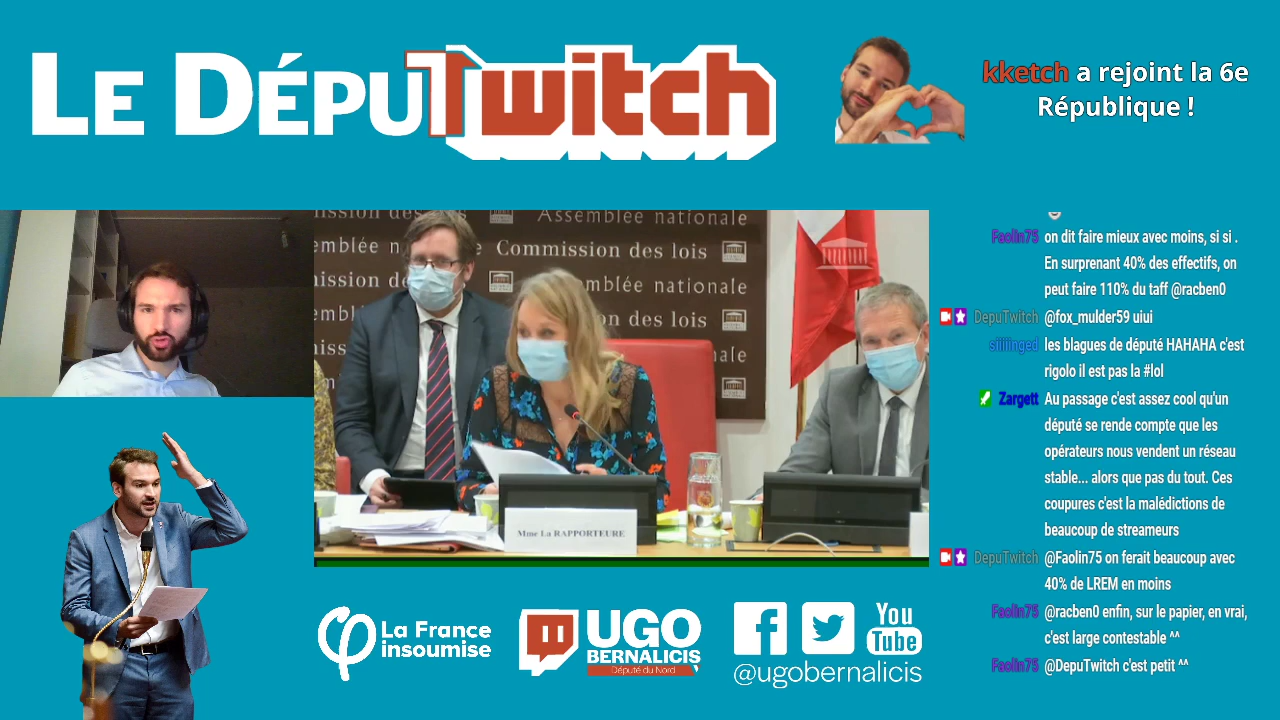 LE DÉPUTwitch
kketch a rejoint la 6e
République !
mission des Assemblée nationale
emblée n e Commission des lois
mission d nationale
on des lois
niss ale
Mme La RAPPORTEURE
Faolin75 on dit faire mieux avec moins, si si .
En surprenant 40% des effectifs, on
peut faire 110% du taff @racben0
DepuTwitch @fox_mulder59 uiui
siiiiinged les blagues de député HAHAHA c'est
rigolo il est pas la #lol
Zargett Au passage c'est assez cool qu'un
député se rende compte que les
opérateurs nous vendent un réseau
stable... alors que pas du tout. Ces
coupures c'est la malédictions de
beaucoup de streameurs
DepuTwitch @Faolin75 on ferait beaucoup avec
40% de LREM en moins
Faolin75 @racben0 enfin, sur le papier, en vrai,
c'est large contestable ^^
Faolin75 @DepuTwitch c'est petit ^^
La France
insoumise
UGO
BERNALICIS
Député du Nord
You
Tube
@ugobernalicis